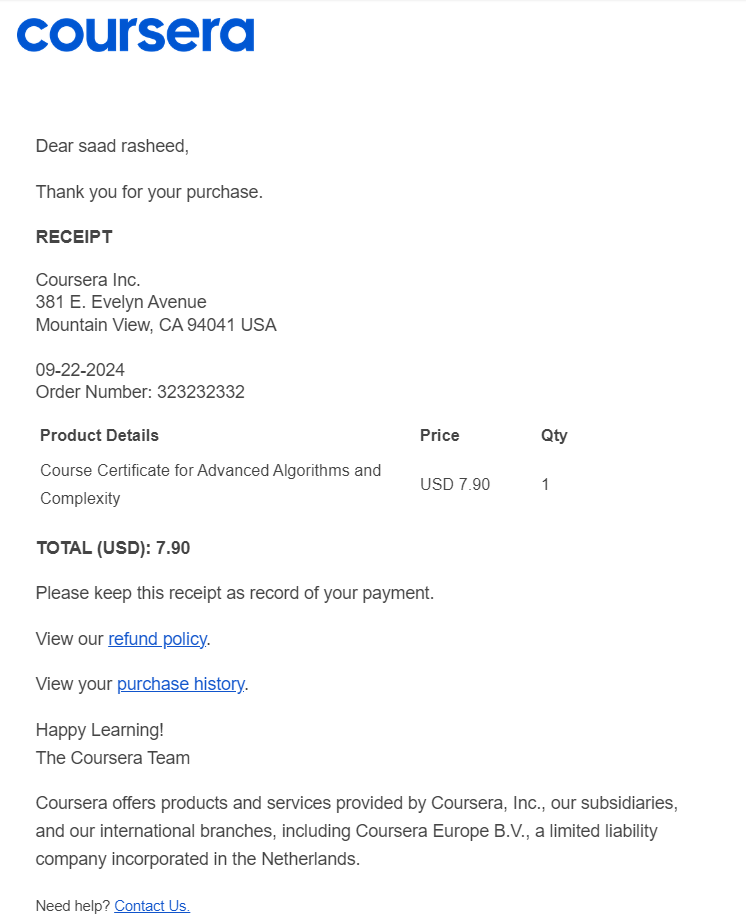 coursera
Dear saad rasheed,
Thank you for your purchase.
RECEIPT
Coursera Inc.
381 E. Evelyn Avenue
Mountain View, CA 94041 USA
09-22-2024
Order Number: 323232332
Product Details Price Qty
Course Certificate for Advanced Algorithms and
Complexity
USD 7.90 1
TOTAL (USD): 7.90
Please keep this receipt as record of your payment.
View our refund policy.
View your purchase history.
Happy Learning!
The Coursera Team
Coursera offers products and services provided by Coursera, Inc., our subsidiaries,
and our international branches, including Coursera Europe B.V., a limited liability
company incorporated in the Netherlands.
Need help? Contact Us.